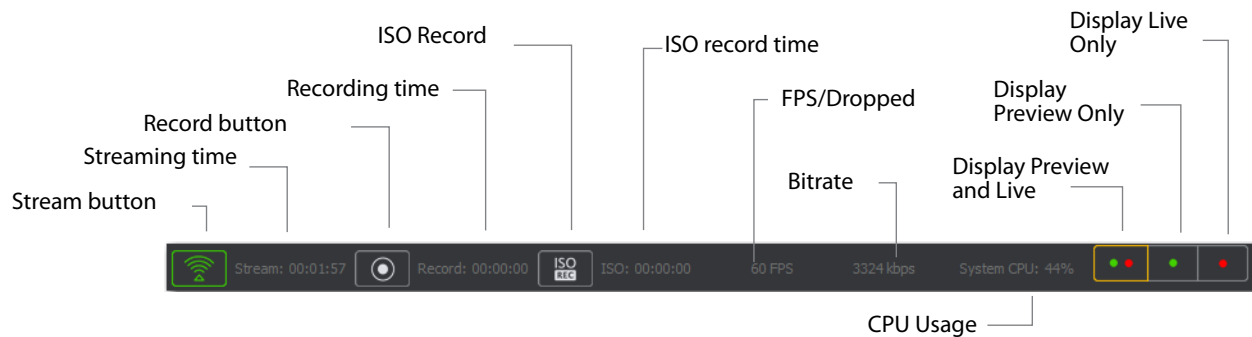 Display Live
Only
ISO Record
ISO record time
Recording time
FPS/Dropped
Display
Preview Only
Record button
Streaming time
Bitrate
Display Preview
and Live
Stream button
Stream: 00:01:57
Record: 00:00:00
ISO
REC
ISO: 00:00:00
60 FPS
3324 kbps
System CPU: 44%
CPU Usage